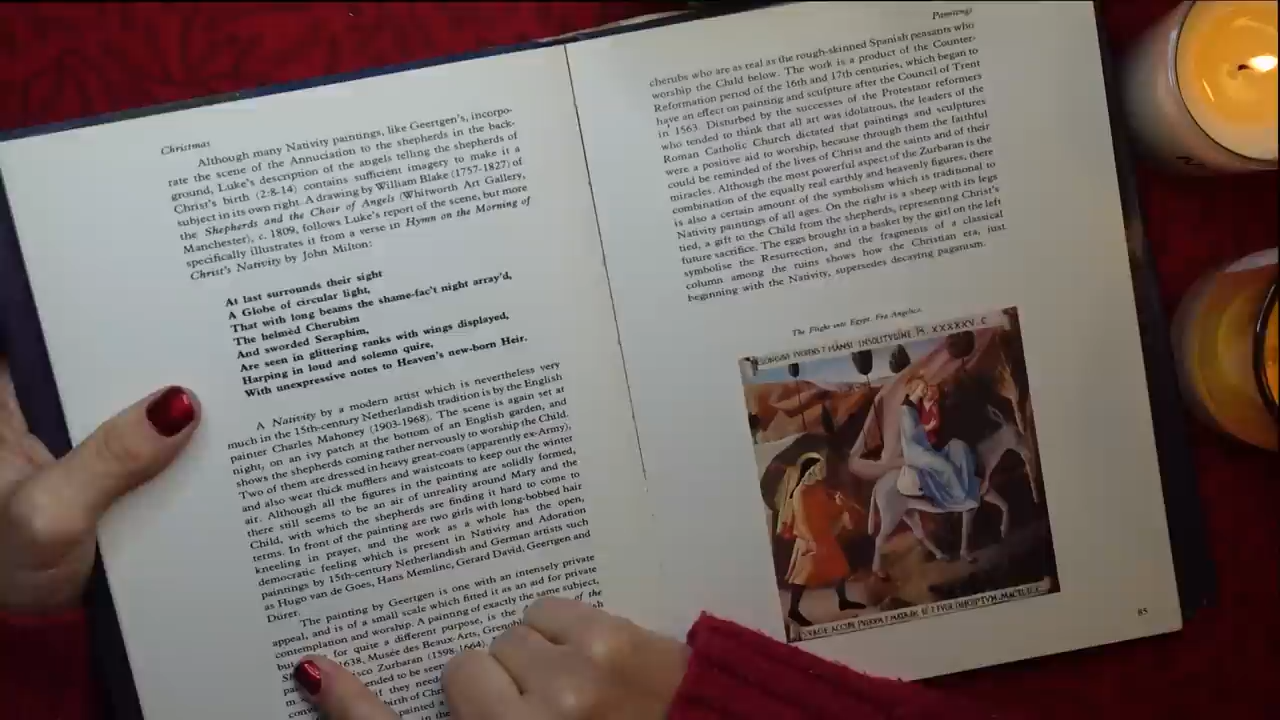 Christmas
Although many Nativity paintings, like Geertgen's, incorpo-
rate the scene of the Annuciation to the shepherds in the back-
ground, Luke's description of the angels telling the shepherds of
Christ's birth (2:8-14) contains sufficient imagery to make it a
subject in its own right. A drawing by William Blake (1757-1827) of
the Shepherds and the Choir of Angels (Whitworth Art Gallery,
Manchester), c. 1809, follows Luke's report of the scene, but more
specifically illustrates it from a verse in Hymn on the Morning of
Christ's Nativity by John Milton:
At last surrounds their sight
A Globe of circular light,
That with long beams the shame-fac't night array'd,
The helmèd Cherubim
And sworded Seraphim,
Are seen in glittering ranks with wings displayed,
Harping in loud and solemn quire,
With unexpressive notes to Heaven's new-born Heir.
A Nativity by a modern artist which is nevertheless very
much in the 15th-century Netherlandish tradition is by the English
painter Charles Mahoney (1903-1968). The scene is again set at
night, on an ivy patch at the bottom of an English garden, and
shows the shepherds coming rather nervously to worship the Child.
Two of them are dressed in heavy great-coats (apparently ex-Army),
and also wear thick mufflers and waistcoats to keep out the winter
air. Although all the figures in the painting are solidly formed,
there still seems to be an air of unreality around Mary and the
Child, with which the shepherds are finding it hard to come to
terms. In front of the painting are two girls with long-bobbed hair
kneeling in prayer, and the work as a whole has the open,
democratic feeling which is present in Nativity and Adoration
paintings by 15th-century Netherlandish and German artists such
as Hugo van de Goes, Hans Memlinc, Gerard David, Geertgen and
Dürer.
The painting by Geertgen is one with an intensely private
appeal, and is of a small scale which fitted it as an aid for private
contemplation and worship. A painting of exactly the same subject,
but for quite a different purpose, is the of the
1638, Musée des Beaux-Arts,
Zurbaran (1598-1664).
to be seen
if they
birth of
painted a
in the
Paintings
cherubs who are as real as the rough-skinned Spanish peasants who
worship the Child below. The work is a product of the Counter-
Reformation period of the 16th and 17th centuries, which began to
have an effect on painting and sculpture after the Council of Trent
in 1563. Disturbed by the successes of the Protestant reformers
who tended to think that all art was idolatrous, the leaders of the
Roman Catholic Church dictated that paintings and sculptures
were a positive aid to worship, because through them the faithful
could be reminded of the lives of Christ and the saints and of their
miracles. Although the most powerful aspect of the Zurbaran is the
combination of the equally real earthly and heavenly figures, there
is also a certain amount of the symbolism which is traditional to
Nativity paintings of all ages. On the right is a sheep with its legs
tied, a gift to the Child from the shepherds, representing Christ's
future sacrifice. The eggs brought in a basket by the girl on the left
symbolise the Resurrection, and the fragments of a classical
column among the ruins shows how the Christian era, just
beginning with the Nativity, supersedes decaying paganism.
The Flight into Egypt. Fra Angelico.
85